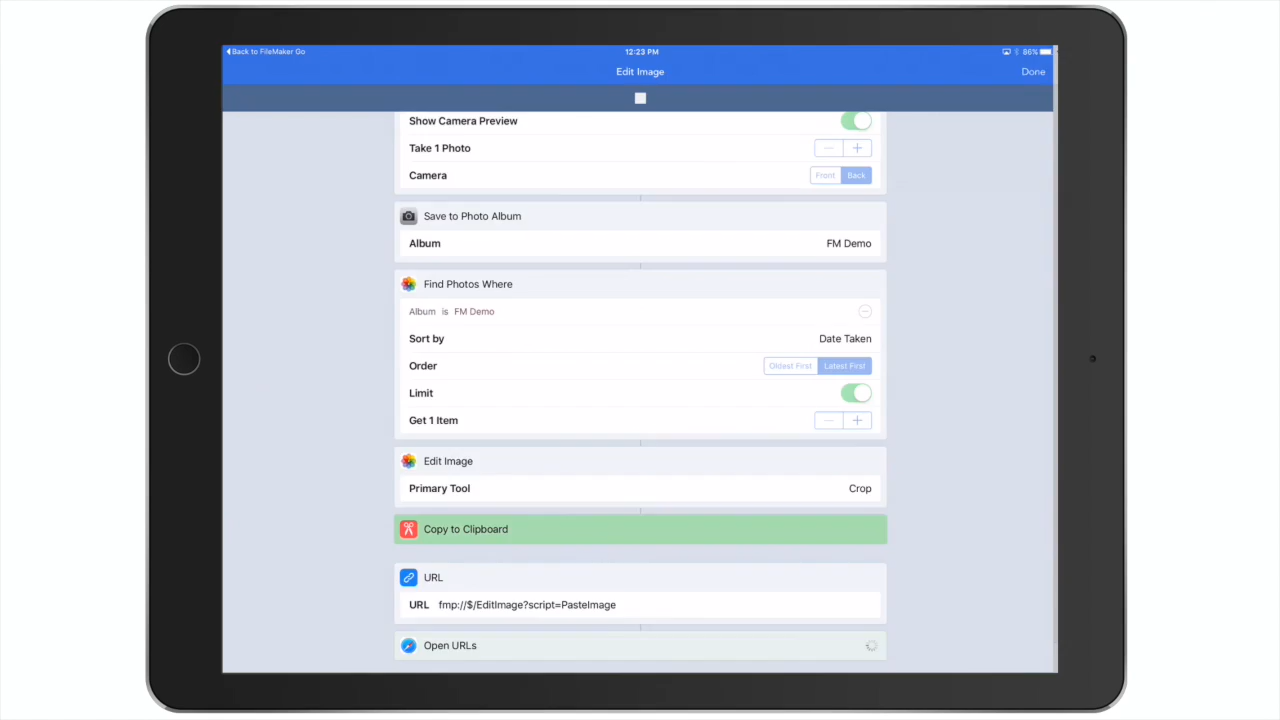 Back to FileMaker Go
12:23 PM
86%
Edit Image
Done
Show Camera Preview
Take 1 Photo
Camera
Front
Back
Save to Photo Album
Album
FM Demo
Find Photos Where
Album is FM Demo
Sort by
Date Taken
Order
Oldest First
Latest First
Limit
Get 1 Item
Edit Image
Primary Tool
Crop
Copy to Clipboard
URL
URL fmp://$/EditImage?script=PasteImage
Open URLs